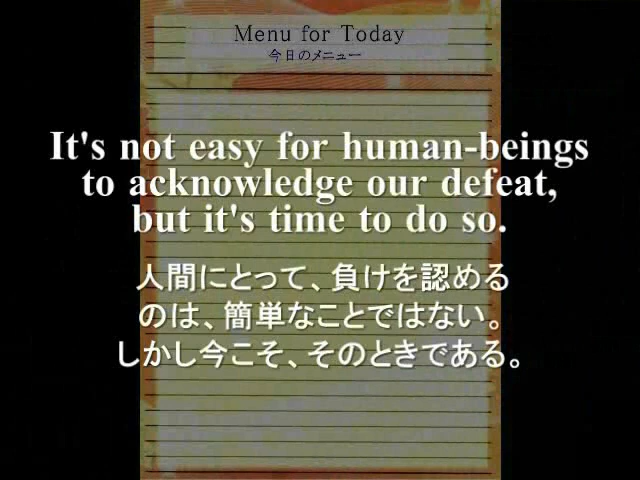 Menu for Today
今日のメニュー
It's not easy for human-beings
to acknowledge our defeat,
but it's time to do so.
人間にとって、負けを認める
のは、簡単なことではない。
しかし今こそ、そのときである。